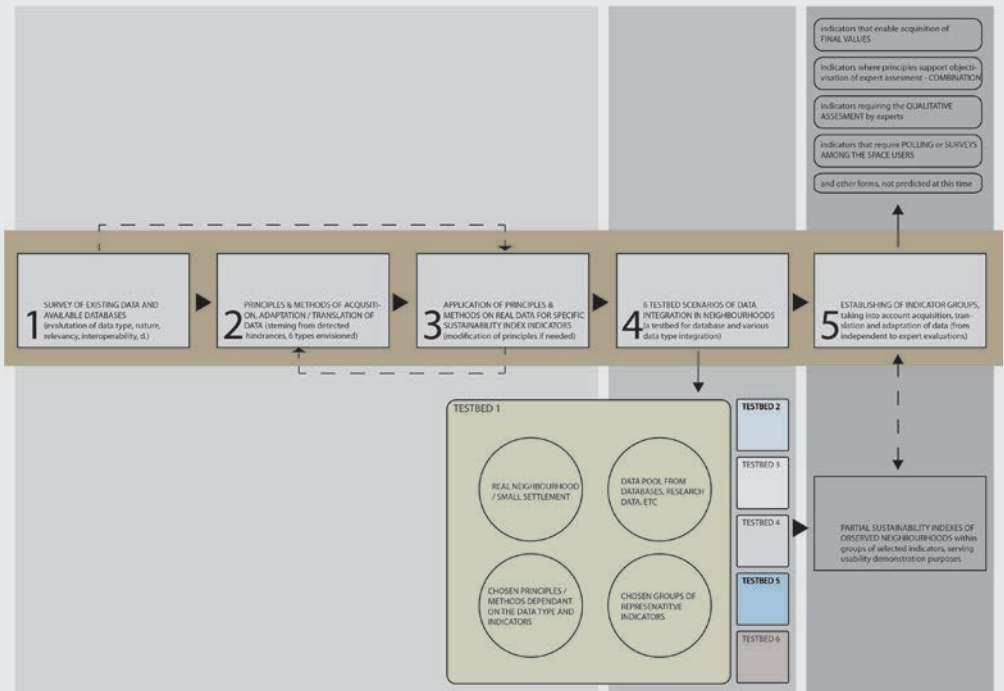 indicators that enable acquisition of
FINAL VALUES
indicators where principles support objecti-
visation of expert assesment - COMBINATION
indicators requiring the QUALITATIVE
ASSESMENT by experts
indicators that require POLLING or SURVEYS
AMONG THE SPACE USERS
and other forms, not predicted at this time
1
SURVEY OF EXISTING DATA AND
AVAILABLE DATABASES
(evalutation of data type, nature,
relevancy, interoperability, d.)
2
PRINCIPLES & METHODS OF ACQUSITI-
ON, ADAPTATION / TRANSLATION OF
DATA (steming from detected
hindrances, 6 types envisioned)
3
APPLICATION OF PRINCIPLES &
METHODS ON REAL DATA FOR SPECIFIC
SUSTAINABILITY INDEX INDICATORS
(modification of principles if needed)
4
6 TESTBED SCENARIOS OF DATA
INTEGRATION IN NEIGHBOURHOODS
(a testbed for database and various
data type integration)
5
ESTABLISHING OF INDICATOR GROUPS,
taking into account acquisition, tran-
slation and adaptation of data (from
independent to expert evaluations)
TESTBED 1
REAL NEIGHBOURHOOD
/ SMALL SETTLEMENT
DATA POOL FROM
DATABASES, RESEARCH
DATA, ETC
CHOSEN PRINCIPLES /
METHODS DEPENDANT
ON THE DATA TYPE AND
INDICATORS
CHOSEN GROUPS OF
REPRESENATITVE
INDICATORS
TESTBED 2
TESTBED 3
TESTBED 4
TESTBED 5
TESTBED 6
PARTIAL SUSTAINABILITY INDEXES OF
OBSERVED NEIGHBOURHOODS within
groups of selected indicators, serving
usability demonstration purposes